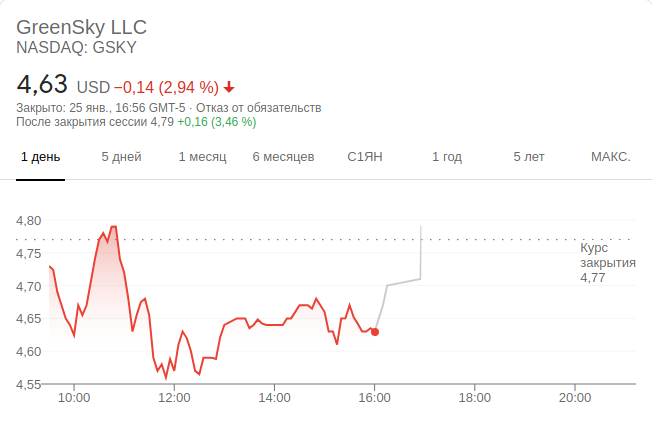 GreenSky LLC
NASDAQ: GSKY
4,63 USD −0,14 (2,94 %)
Закрыто: 25 янв., 16:56 GMT-5 · Отказ от обязательств
После закрытия сессии 4,79 +0,16 (3,46 %)
1 день 5 дней 1 месяц 6 месяцев С1ЯН 1 год 5 лет МАКС.
4,80
4,75
4,70
4,65
4,60
4,55
Курс
закрытия
4,77
10:00 12:00 14:00 16:00 18:00 20:00